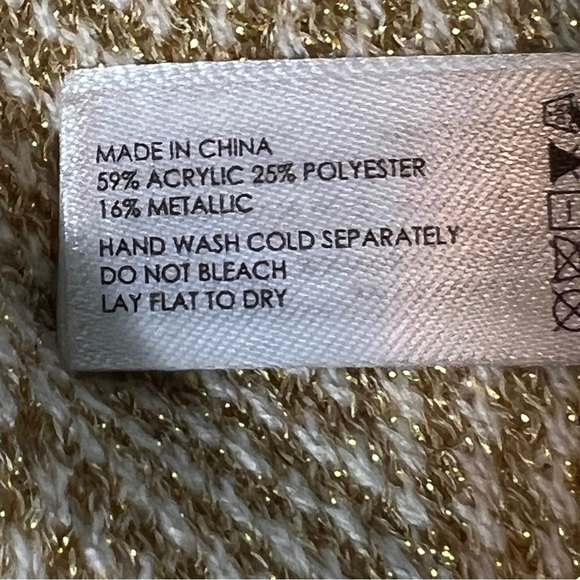 MADE IN CHINA
59% ACRYLIC 25% POLYESTER
16% METALLIC
HAND WASH COLD SEPARATELY
DO NOT BLEACH
LAY FLAT TO DRY